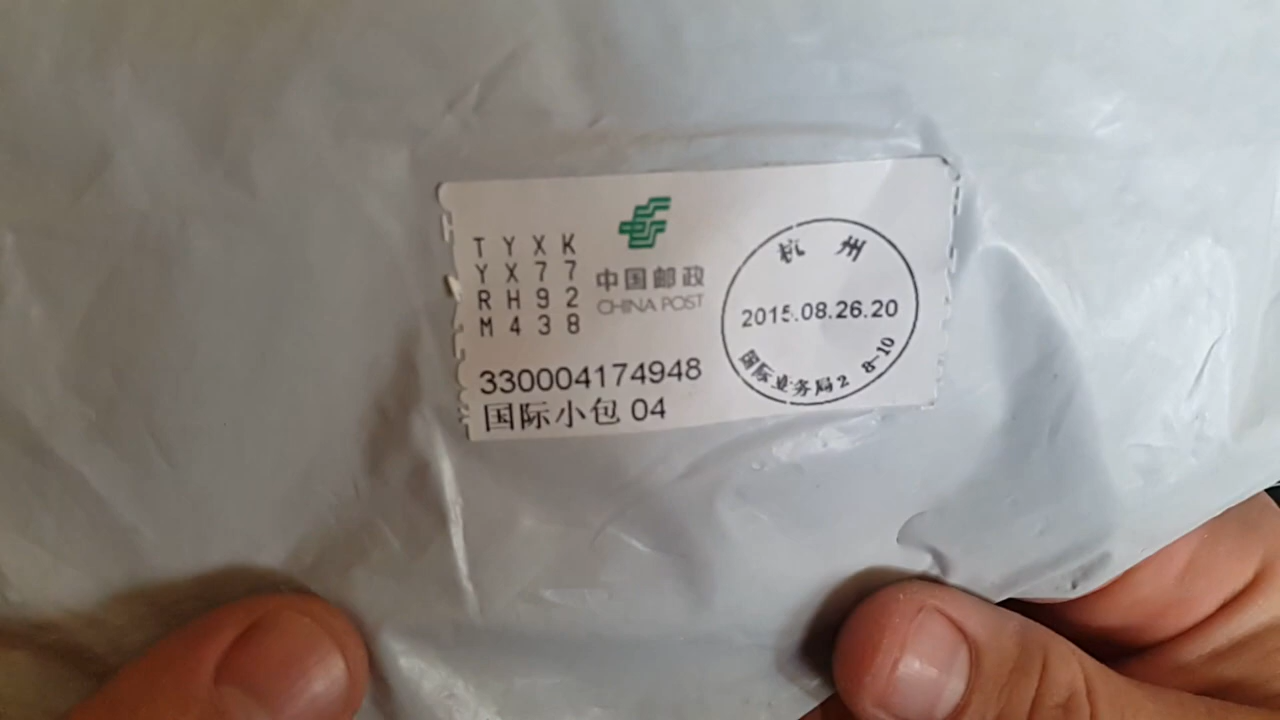 T Y X K
Y X 7 7
R H 9 2
M 4 3 8
中国邮政
CHINA POST
330004174948
国际小包 04
杭 州
2015.08.26.20
国际业务局2 8-10